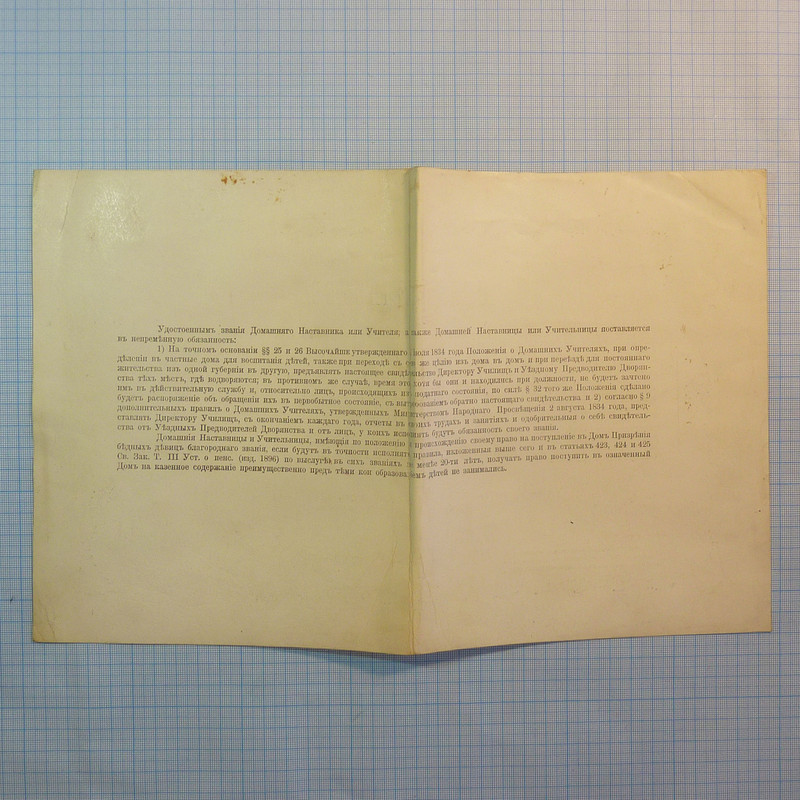 Удостоеннымъ званія Домашняго Наставника или Учителя, а также Домашней Наставницы или Учительницы поставляется
въ непремѣнную обязанность:
1) На точномъ основаніи §§ 25 и 26 Высочайше утвержденнаго 1 іюля 1834 года Положенія о Домашнихъ Учителяхъ, при опре-
дѣленіи въ частные дома для воспитанія дѣтей, также при переходѣ съ тою же цѣлію изъ дома въ домъ и при переѣздѣ для постояннаго
жительства изъ одной губерніи въ другую, предъявлять настоящее свидѣтельство Директору Училищъ и Уѣздному Предводителю Дворян-
ства тѣхъ мѣстъ, гдѣ водворяются; въ противномъ же случаѣ, время это, хотя бы они и находились при должности, не будетъ зачтено
имъ въ дѣйствительную службу и, относительно лицъ, происходящихъ изъ податнаго состоянія, по силѣ § 32 того же Положенія сдѣлано
будетъ распоряженіе объ обращеніи ихъ въ первобытное состояніе, съ вытребованіемъ обратно настоящаго свидѣтельства и 2) согласно § 9
дополнительныхъ правилъ о Домашнихъ Учителяхъ, утвержденныхъ Министерствомъ Народнаго Просвѣщенія 2 августа 1834 года, пред-
ставлять Директору Училищъ, съ окончаніемъ каждаго года, отчеты въ своихъ трудахъ и занятіяхъ и одобрительныя о себѣ свидѣтель-
ства отъ Уѣздныхъ Предводителей Дворянства и отъ лицъ, у коихъ исполнять будутъ обязанность своего званія.
Домашнія Наставницы и Учительницы, имѣющія по положенію и происхожденію своему право на поступленіе въ Домъ Призрѣнія
бѣдныхъ дѣвицъ благороднаго званія, если будутъ въ точности исполнять правила, изложенныя выше сего и въ статьяхъ 423, 424 и 425
Св. Зак. Т. III Уст. о пенс. (изд. 1896) по выслугѣ въ сихъ званіяхъ не менѣе 20-ти лѣтъ, получатъ право поступить въ означенный
Домъ на казенное содержаніе преимущественно предъ тѣми кои образованіемъ дѣтей не занимались.